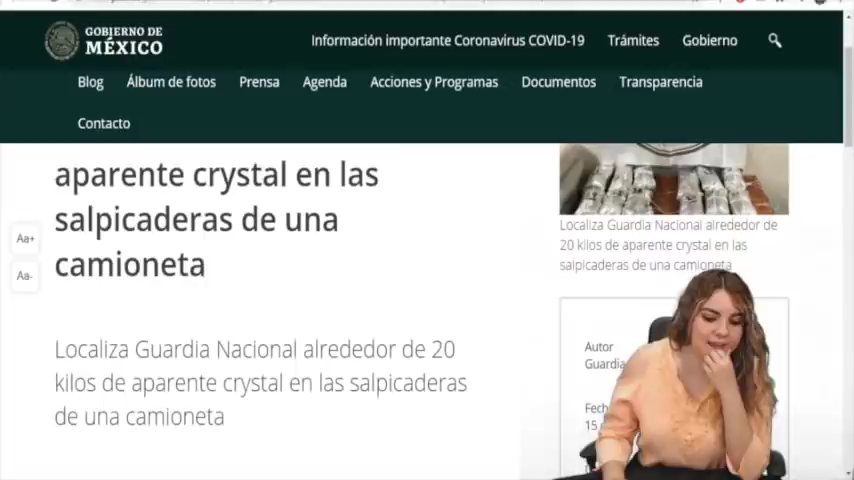 GOBIERNO DE
MÉXICO
Información importante Coronavirus COVID-19 Trámites Gobierno
Blog Álbum de fotos Prensa Agenda Acciones y Programas Documentos Transparencia
Contacto
aparente crystal en las
salpicaderas de una
camioneta
Aa+
Aa-
Localiza Guardia Nacional alrededor de 20
kilos de aparente crystal en las salpicaderas
de una camioneta
Localiza Guardia Nacional alrededor de
20 kilos de aparente crystal en las
salpicaderas de una camioneta
Autor
Guardia
Fech
15